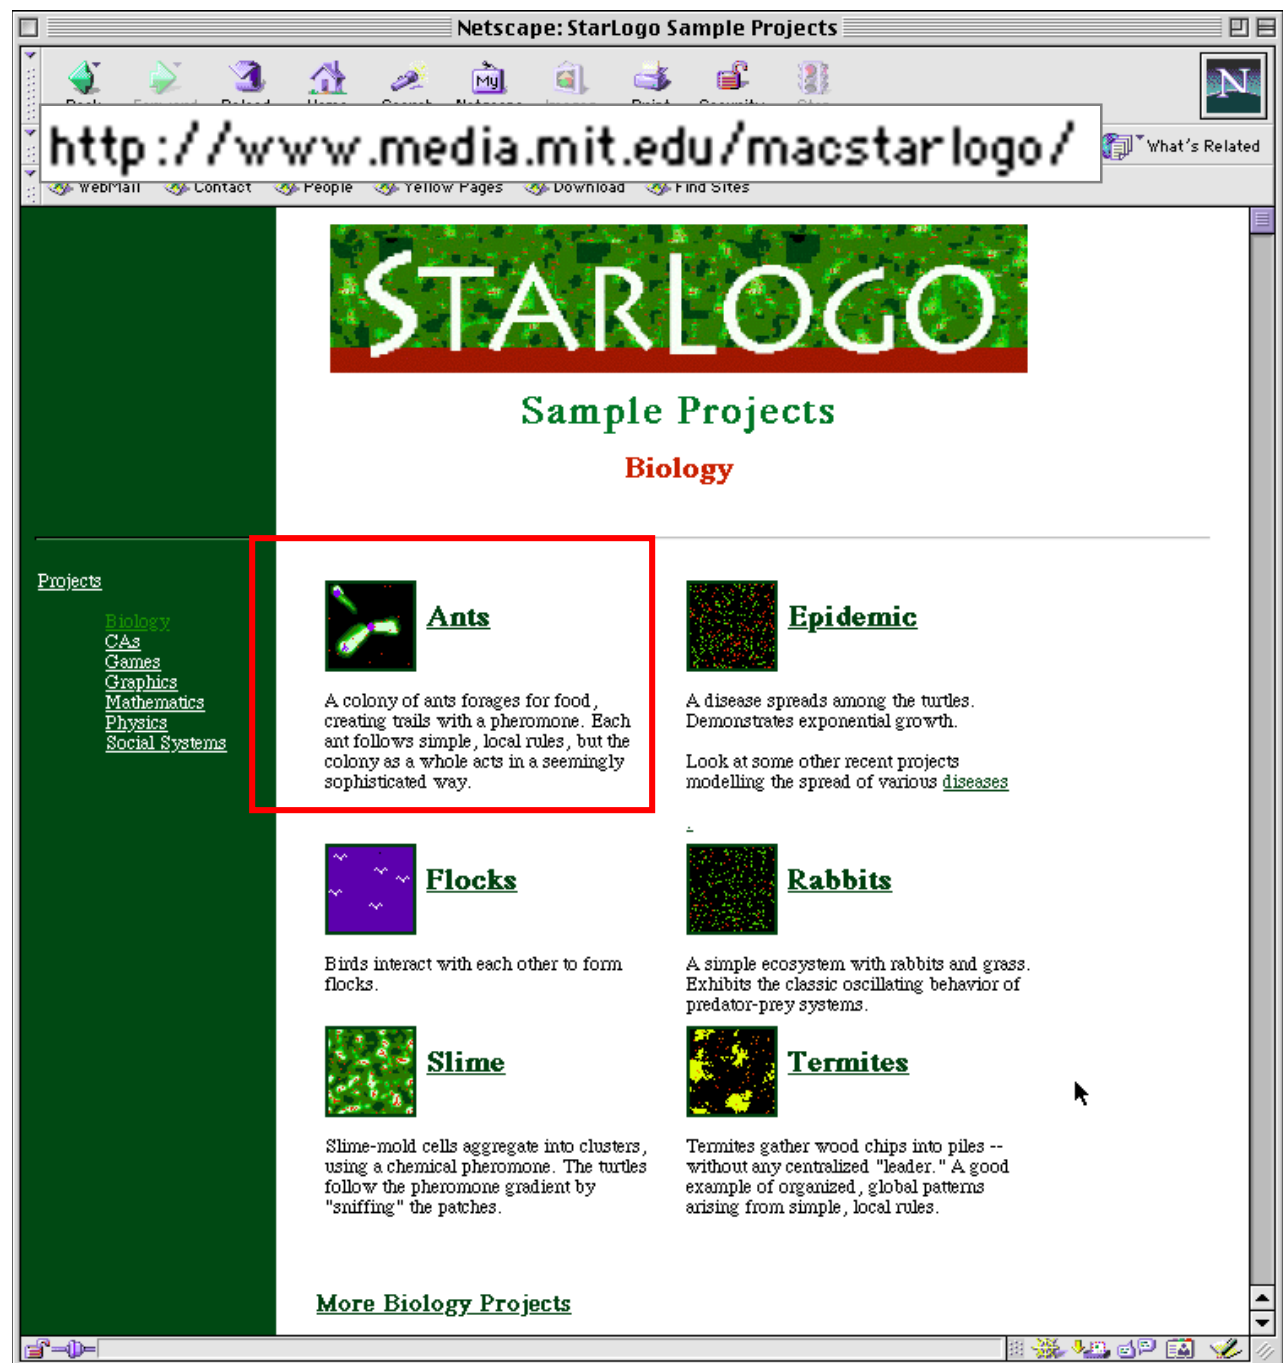 Netscape: StarLogo Sample Projects
My
N
http://www.media.mit.edu/macstarlogo/
What's Related
WebMail Contact People Yellow Pages Download Find Sites
STARLOGO
Sample Projects
Biology
Projects
Biology
CAs
Games
Graphics
Mathematics
Physics
Social Systems
Ants
A colony of ants forages for food,
creating trails with a pheromone. Each
ant follows simple, local rules, but the
colony as a whole acts in a seemingly
sophisticated way.
Epidemic
A disease spreads among the turtles.
Demonstrates exponential growth.
Look at some other recent projects
modelling the spread of various diseases
.
Flocks
Birds interact with each other to form
flocks.
Rabbits
A simple ecosystem with rabbits and grass.
Exhibits the classic oscillating behavior of
predator-prey systems.
Slime
Slime-mold cells aggregate into clusters,
using a chemical pheromone. The turtles
follow the pheromone gradient by
"sniffing" the patches.
Termites
Termites gather wood chips into piles --
without any centralized "leader." A good
example of organized, global patterns
arising from simple, local rules.
More Biology Projects